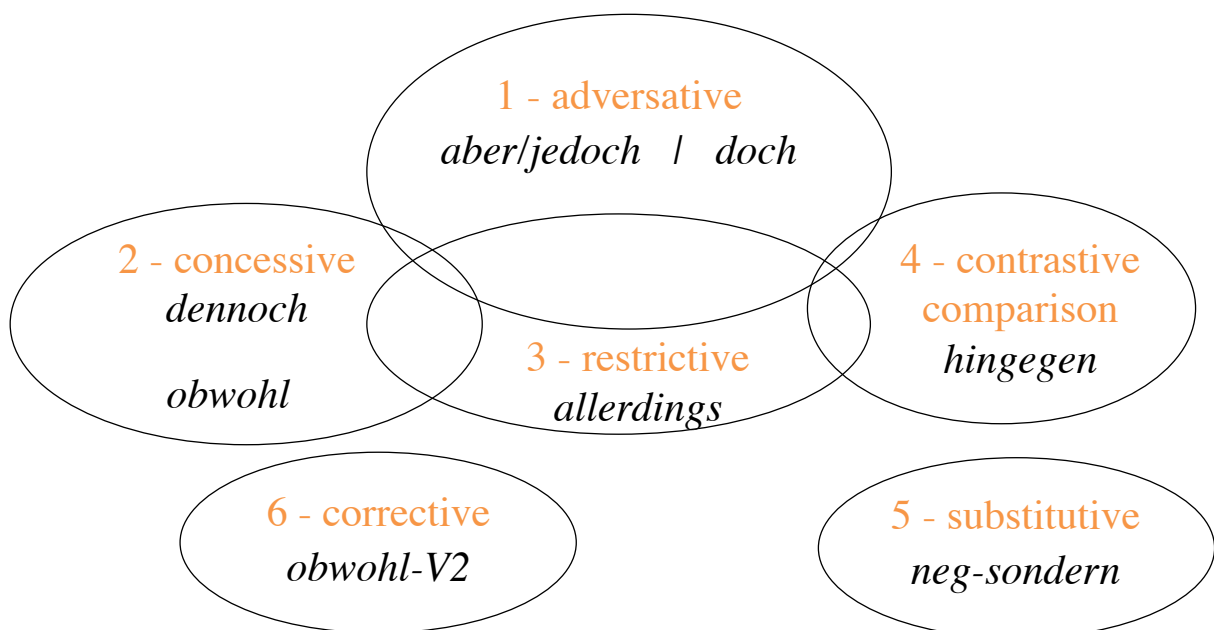 1 - adversative
aber/jedoch / doch
2 - concessive
dennoch
obwohl
3 - restrictive
allerdings
4 - contrastive
comparison
hingegen
6 - corrective
obwohl-V2
5 - substitutive
neg-sondern